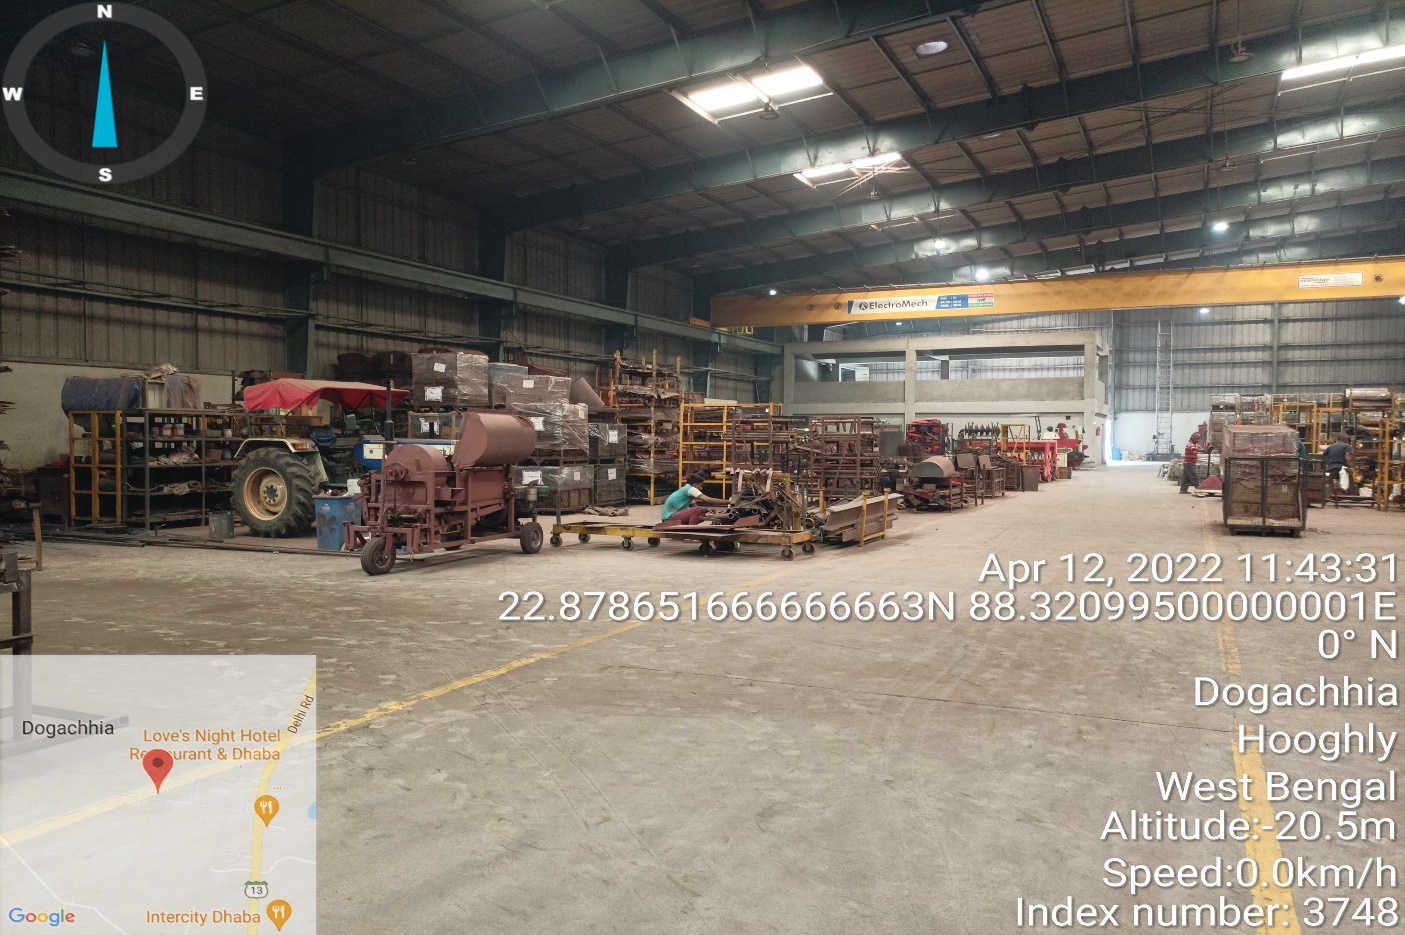 N
W
E
S
ElectroMech
Apr 12, 2022 11:43:31
22.878651666666663N 88.32099500000001E
0° N
Dogachhia
Hooghly
West Bengal
Altitude:-20.5m
Speed:0.0km/h
Index number: 3748
Delhi Rd
Dogachhia
Love's Night Hotel
Restaurant & Dhaba
13
Google
Intercity Dhaba